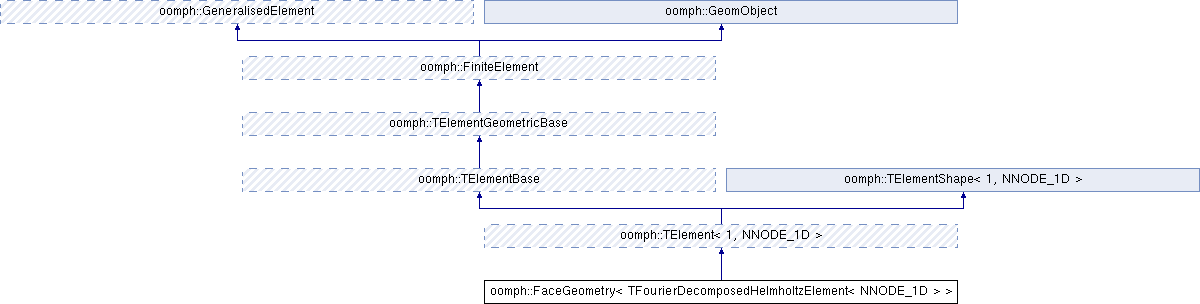 oomph::GeneralisedElement
oomph::GeomObject
oomph::FiniteElement
oomph::TElementGeometricBase
oomph::TElementBase
oomph::TElementShape< 1, NNODE_1D >
oomph::TElement< 1, NNODE_1D >
oomph::FaceGeometry< TFourierDecomposedHelmholtzElement< NNODE_1D > >